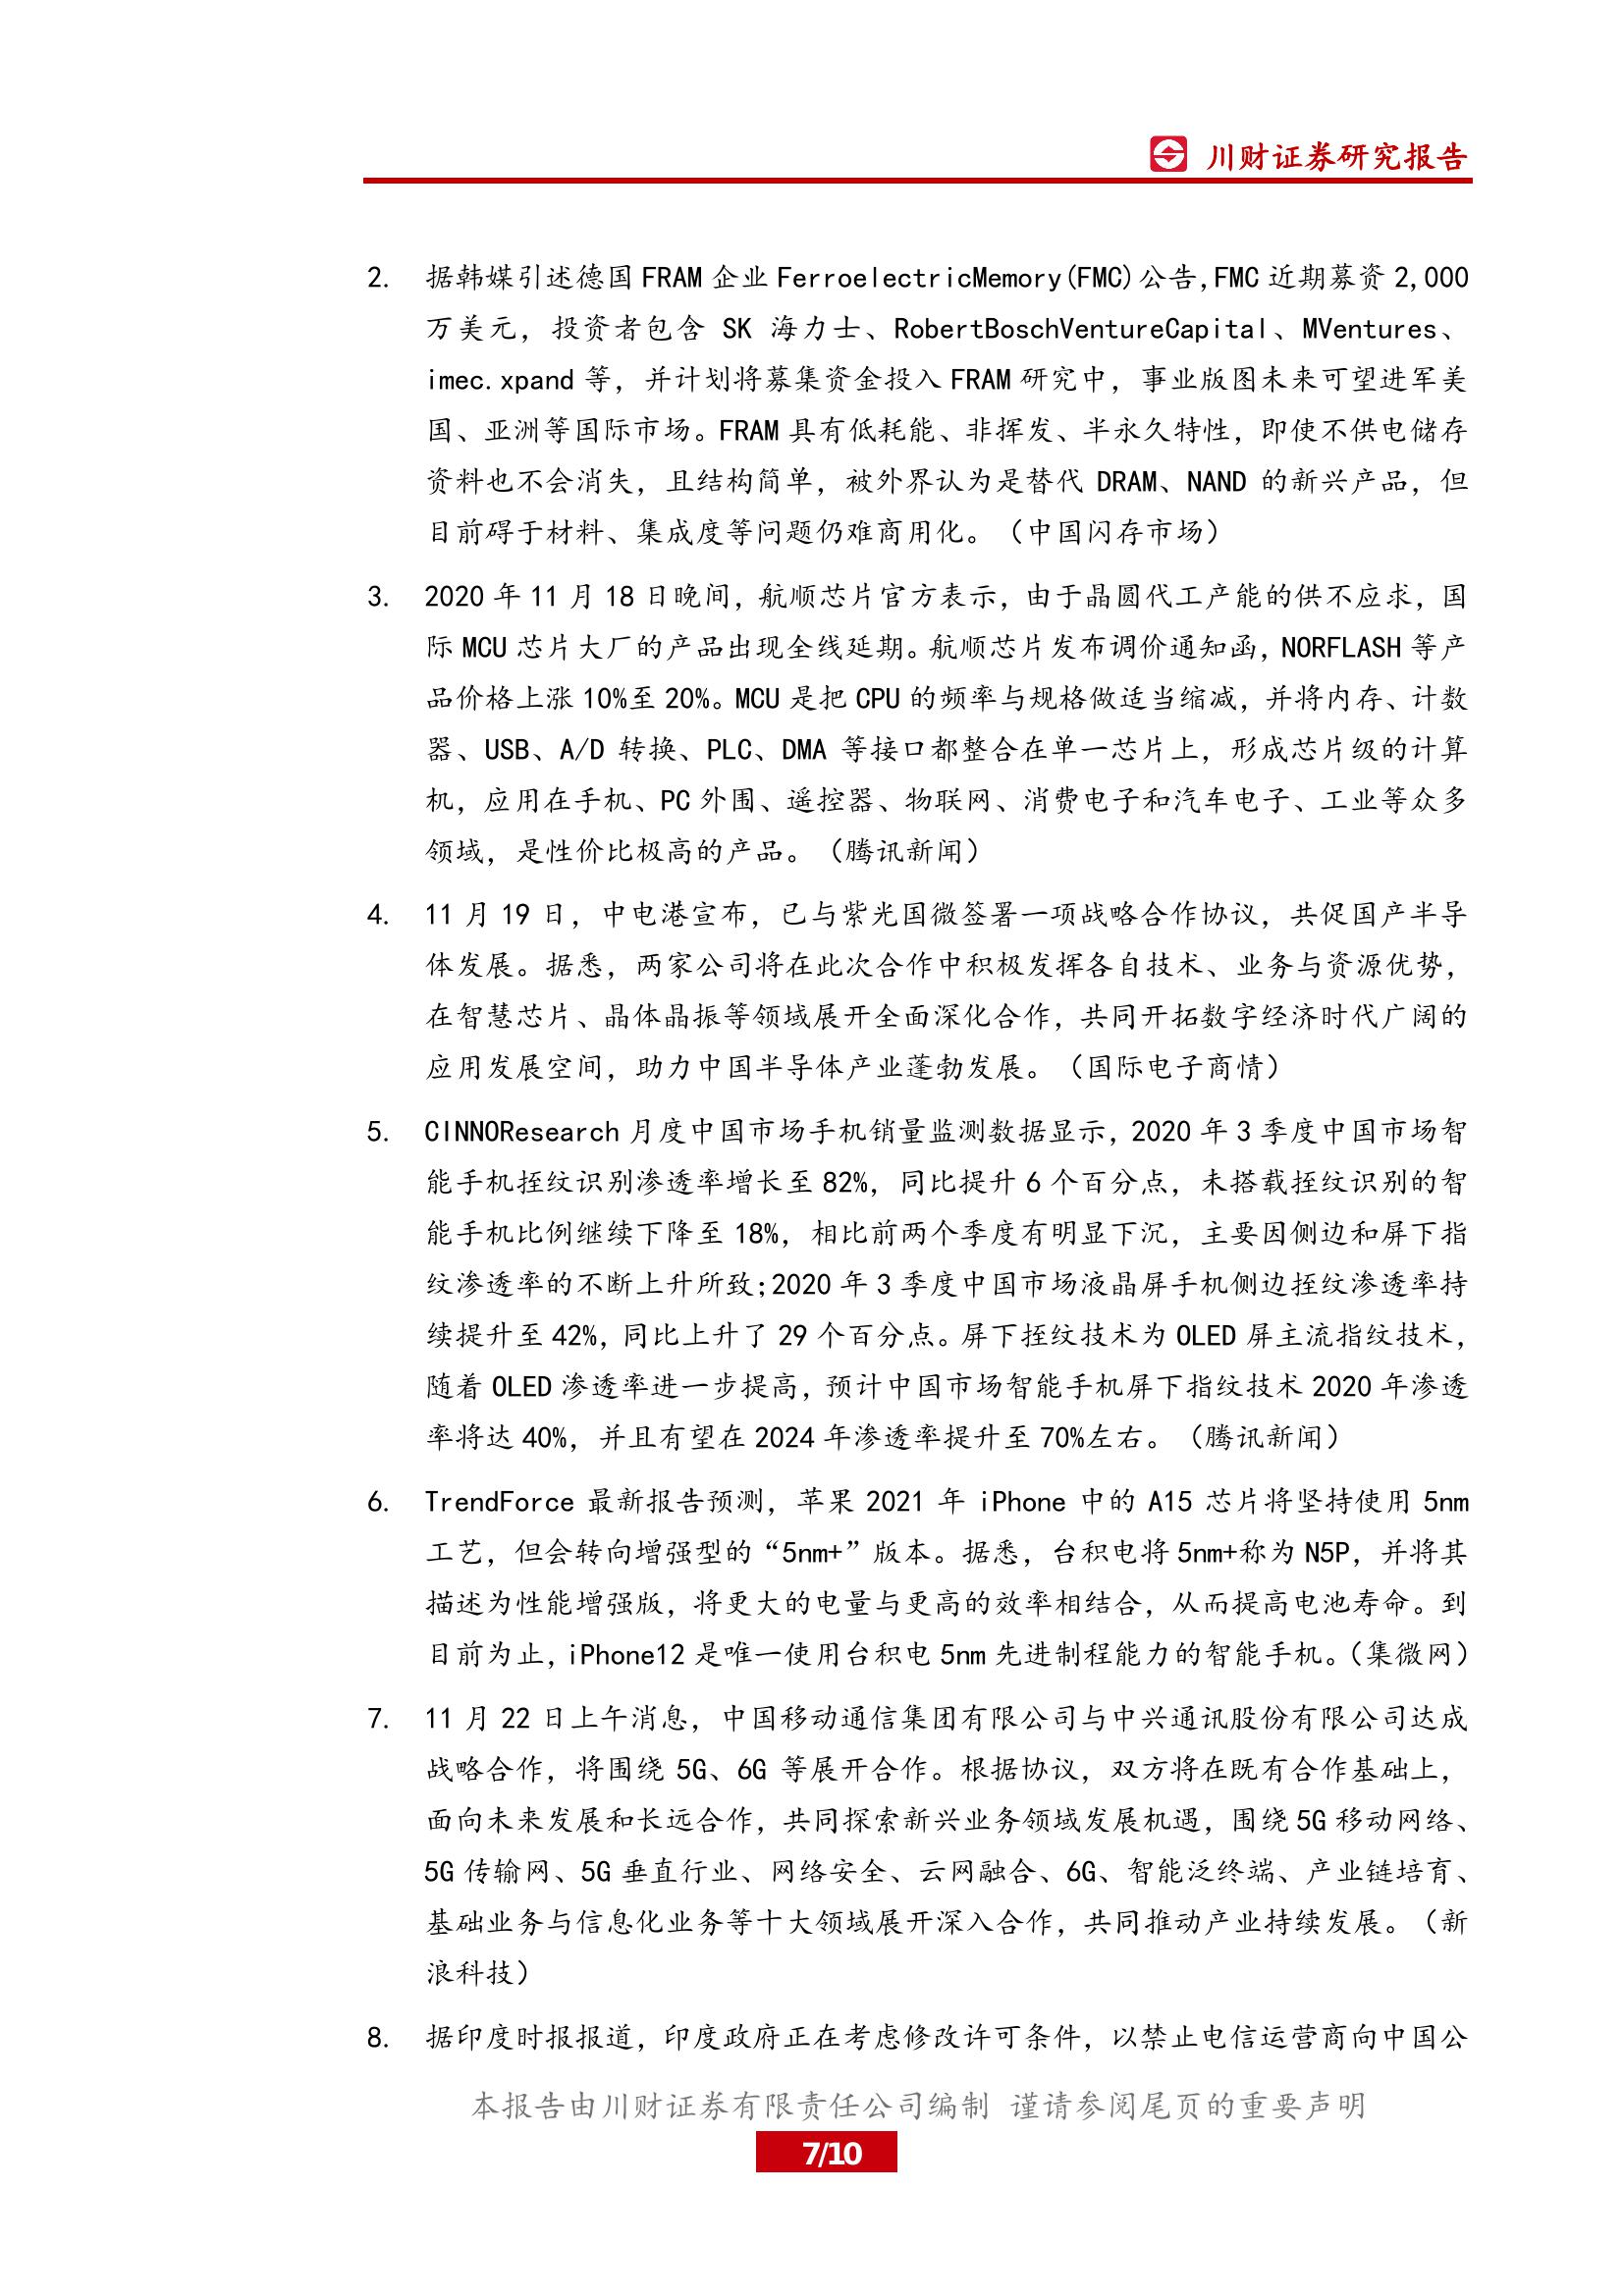 川财证券研究报告
2. 据韩媒引述德国 FRAM 企业 FerroelectricMemory(FMC)公告,FMC 近期募资 2,000
万美元，投资者包含 SK 海力士、RobertBoschVentureCapital、MVentures、
imec.xpand 等，并计划将募集资金投入 FRAM 研究中，事业版图未来可望进军美
国、亚洲等国际市场。FRAM 具有低耗能、非挥发、半永久特性，即使不供电储存
资料也不会消失，且结构简单，被外界认为是替代 DRAM、NAND 的新兴产品，但
目前碍于材料、集成度等问题仍难商用化。（中国闪存市场）
3. 2020 年 11 月 18 日晚间，航顺芯片官方表示，由于晶圆代工产能的供不应求，国
际 MCU 芯片大厂的产品出现全线延期。航顺芯片发布调价通知函，NORFLASH 等产
品价格上涨 10%至 20%。MCU 是把 CPU 的频率与规格做适当缩减，并将内存、计数
器、USB、A/D 转换、PLC、DMA 等接口都整合在单一芯片上，形成芯片级的计算
机，应用在手机、PC 外围、遥控器、物联网、消费电子和汽车电子、工业等众多
领域，是性价比极高的产品。（腾讯新闻）
4. 11 月 19 日，中电港宣布，已与紫光国微签署一项战略合作协议，共促国产半导
体发展。据悉，两家公司将在此次合作中积极发挥各自技术、业务与资源优势，
在智慧芯片、晶体晶振等领域展开全面深化合作，共同开拓数字经济时代广阔的
应用发展空间，助力中国半导体产业蓬勃发展。（国际电子商情）
5. CINNOResearch 月度中国市场手机销量监测数据显示，2020 年 3 季度中国市场智
能手机挃纹识别渗透率增长至 82%，同比提升 6 个百分点，未搭载挃纹识别的智
能手机比例继续下降至 18%，相比前两个季度有明显下沉，主要因侧边和屏下指
纹渗透率的不断上升所致;2020 年 3 季度中国市场液晶屏手机侧边挃纹渗透率持
续提升至 42%，同比上升了 29 个百分点。屏下挃纹技术为 OLED 屏主流指纹技术，
随着 OLED 渗透率进一步提高，预计中国市场智能手机屏下指纹技术 2020 年渗透
率将达 40%，并且有望在 2024 年渗透率提升至 70%左右。（腾讯新闻）
6. TrendForce 最新报告预测，苹果 2021 年 iPhone 中的 A15 芯片将坚持使用 5nm
工艺，但会转向增强型的“5nm+”版本。据悉，台积电将 5nm+称为 N5P，并将其
描述为性能增强版，将更大的电量与更高的效率相结合，从而提高电池寿命。到
目前为止，iPhone12 是唯一使用台积电 5nm 先进制程能力的智能手机。（集微网）
7. 11 月 22 日上午消息，中国移动通信集团有限公司与中兴通讯股份有限公司达成
战略合作，将围绕 5G、6G 等展开合作。根据协议，双方将在既有合作基础上，
面向未来发展和长远合作，共同探索新兴业务领域发展机遇，围绕 5G 移动网络、
5G 传输网、5G 垂直行业、网络安全、云网融合、6G、智能泛终端、产业链培育、
基础业务与信息化业务等十大领域展开深入合作，共同推动产业持续发展。（新
浪科技）
8. 据印度时报报道，印度政府正在考虑修改许可条件，以禁止电信运营商向中国公
本报告由川财证券有限责任公司编制 谨请参阅尾页的重要声明
7/10